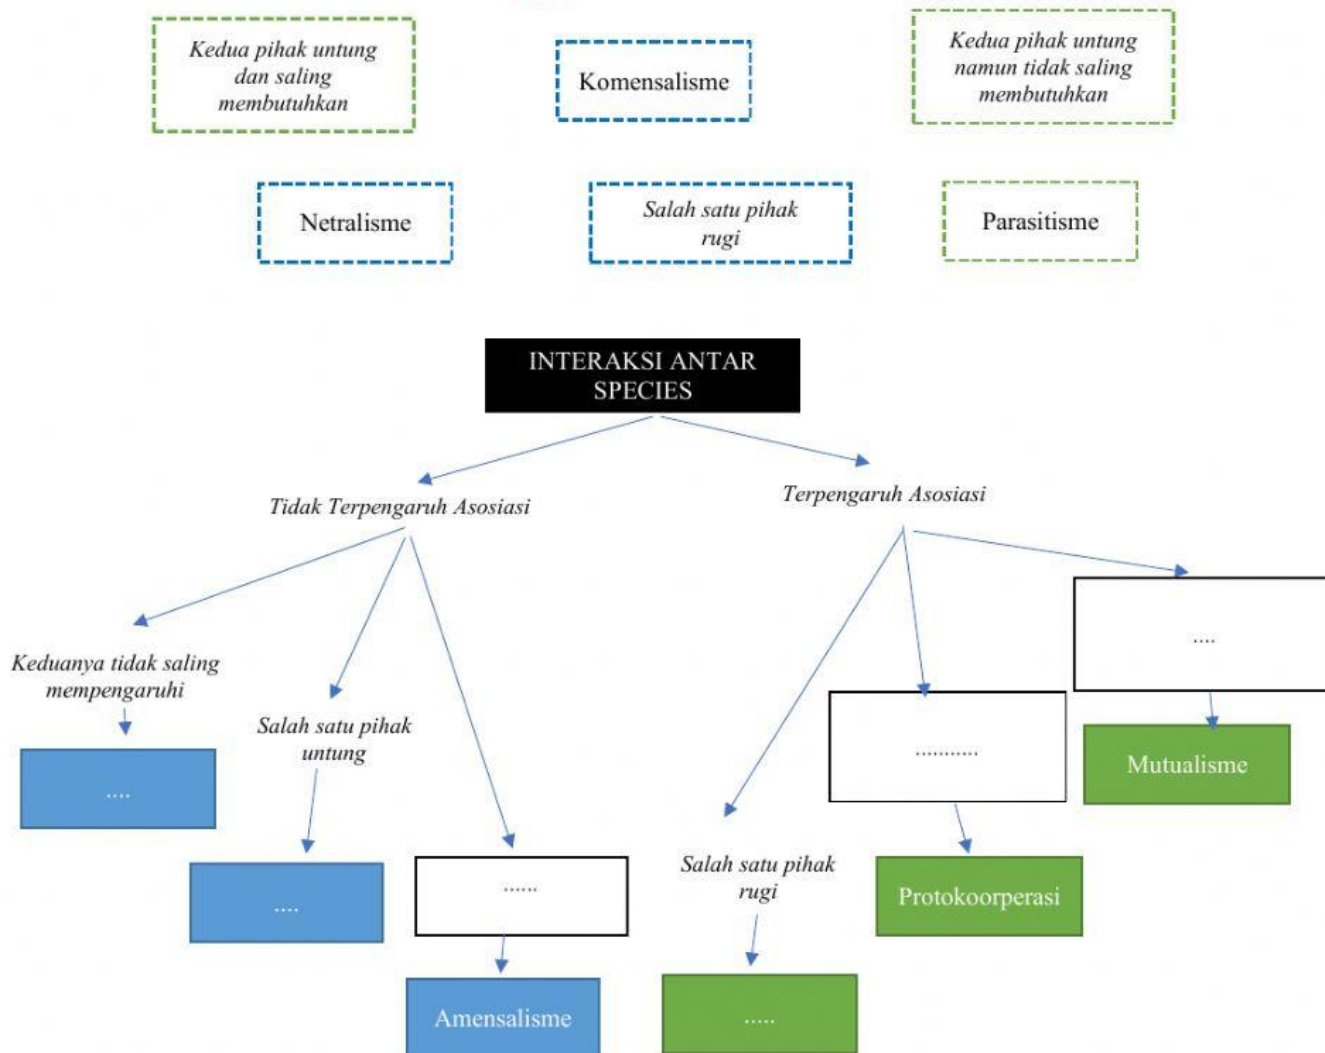 Kedua pihak untung
dan saling
membutuhkan
Komensalisme
Kedua pihak untung
namun tidak saling
membutuhkan
Netralisme
Salah satu pihak
rugi
Parasitisme
INTERAKSI ANTAR
SPECIES
Tidak Terpengaruh Asosiasi
Terpengaruh Asosiasi
Keduanya tidak saling
mempengaruhi
....
Salah satu pihak
untung
....
......
Amensalisme
Salah satu pihak
rugi
.....
...........
Protokoorperasi
....
Mutualisme